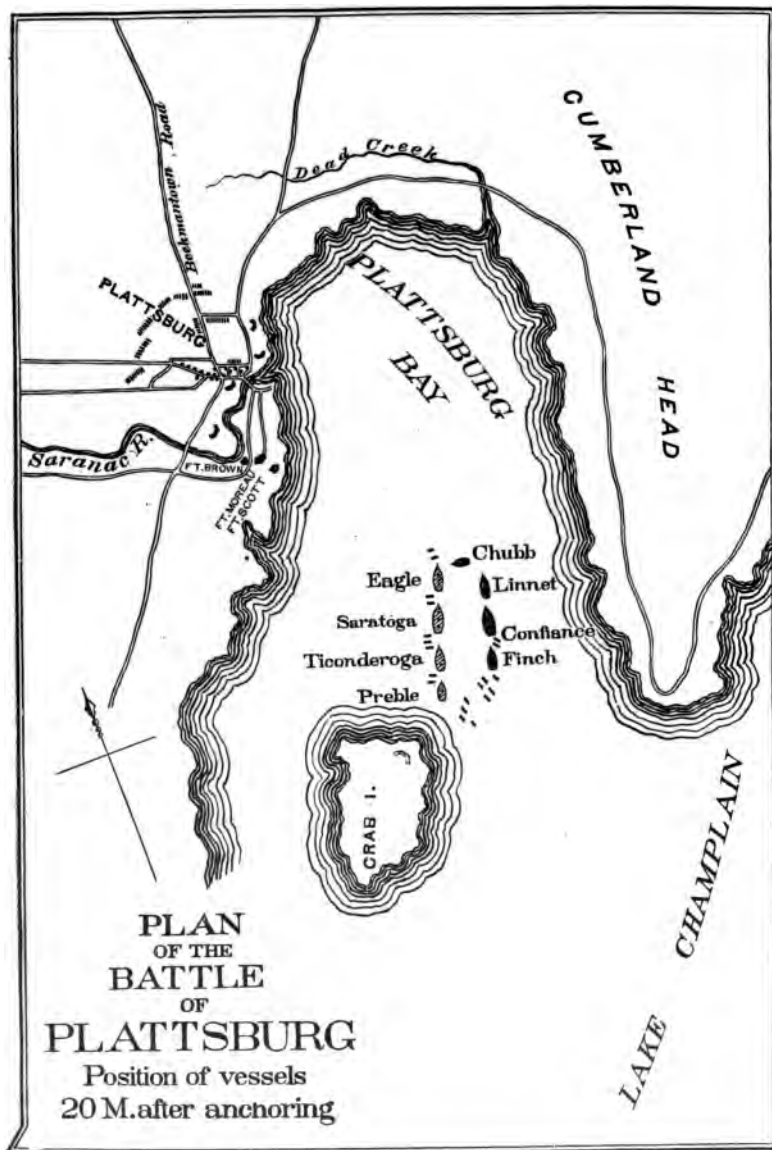 CUMBERLAND
HEAD
Dead Creek
Beekmantown Road
PLATTSBURG
PLATTSBURG
BAY
Saranac R.
FT. BROWN
FT. MOREAU
FT. SCOTT
Chubb
Eagle
Linnet
Saratoga
Confiance
Ticonderoga
Finch
Preble
CRAB I.
LAKE CHAMPLAIN
PLAN
OF THE
BATTLE
OF
PLATTSBURG
Position of vessels
20 M. after anchoring